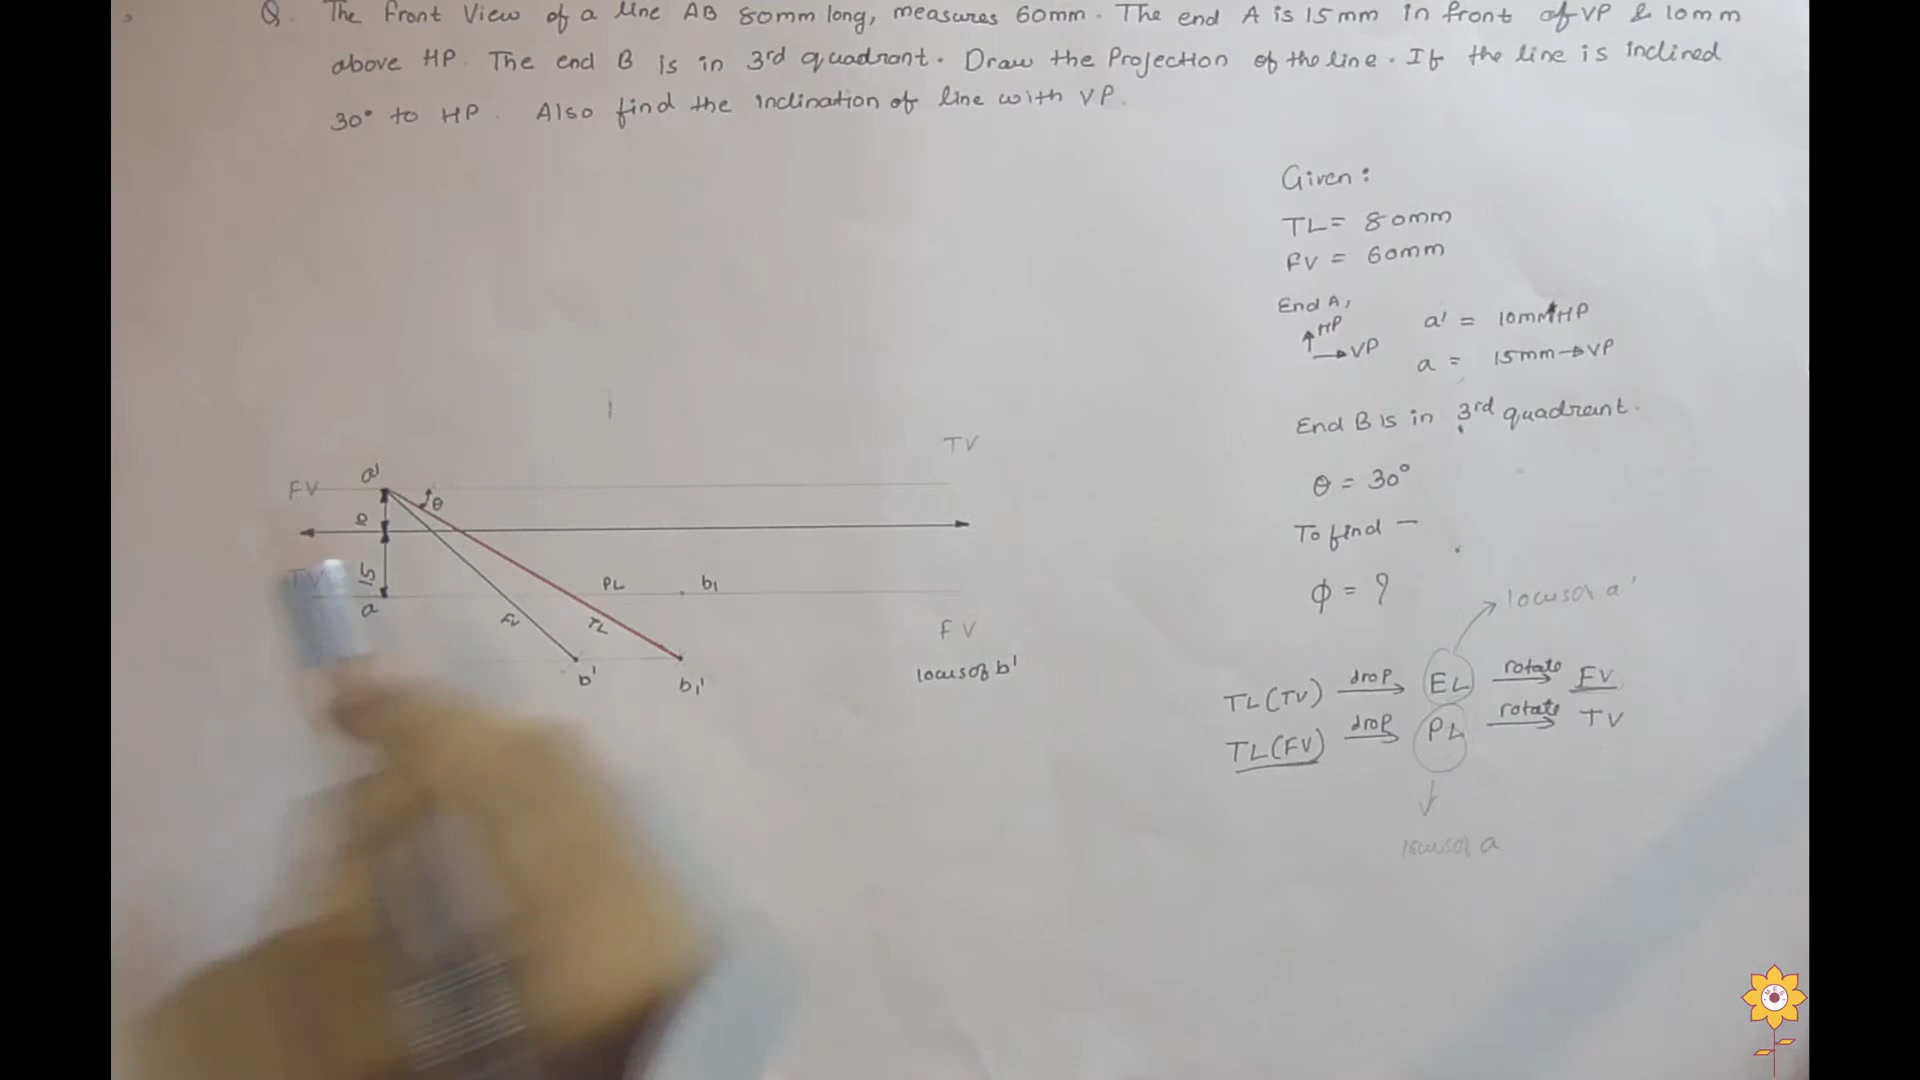 Q. The Front View of a line AB 80mm long, measures 60mm. The end A is 15mm in front of VP & 10mm
above HP. The end B is in 3rd quadrant. Draw the Projection of the line. If the line is inclined
30° to HP. Also find the inclination of line with VP.
Given:
TL = 80mm
FV = 60mm
End A,
↑HP
→VP
a' = 10mm↑HP
a = 15mm→VP
End B is in 3rd quadrant.
θ = 30°
To find —
φ = ?
locus of a'
TL(TV) drop→ EL rotate→ FV
TL(FV) drop→ PL rotate→ TV
locus of a
TV
FV a'
θ
TV 15
PL b1
a
FV TL
FV
b' b1' locus of b'